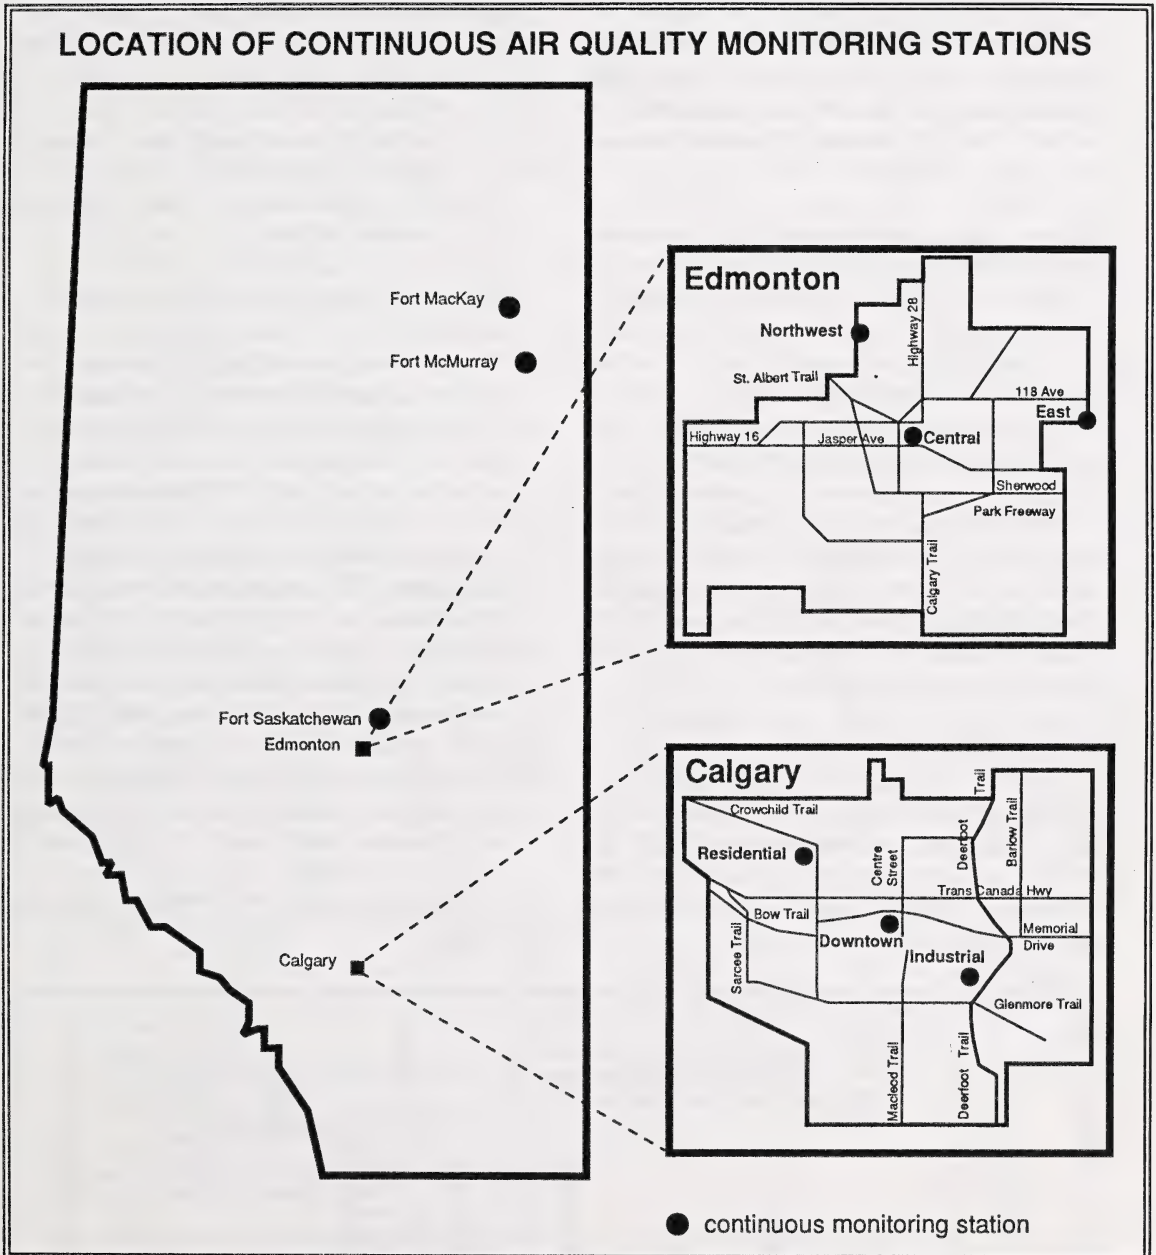 LOCATION OF CONTINUOUS AIR QUALITY MONITORING STATIONS
Fort MacKay
Fort McMurray
Fort Saskatchewan
Edmonton
Calgary
Edmonton
Northwest
Highway 28
St. Albert Trail
118 Ave
East
Highway 16
Jasper Ave
Central
Sherwood
Park Freeway
Calgary Trail
Calgary
Crowchild Trail
Trail
Deerfoot
Barlow Trail
Residential
Centre
Street
Trans Canada Hwy
Bow Trail
Sarcee Trail
Downtown
Memorial
Drive
Industrial
Glenmore Trail
Macleod Trail
Deerfoot Trail
continuous monitoring station